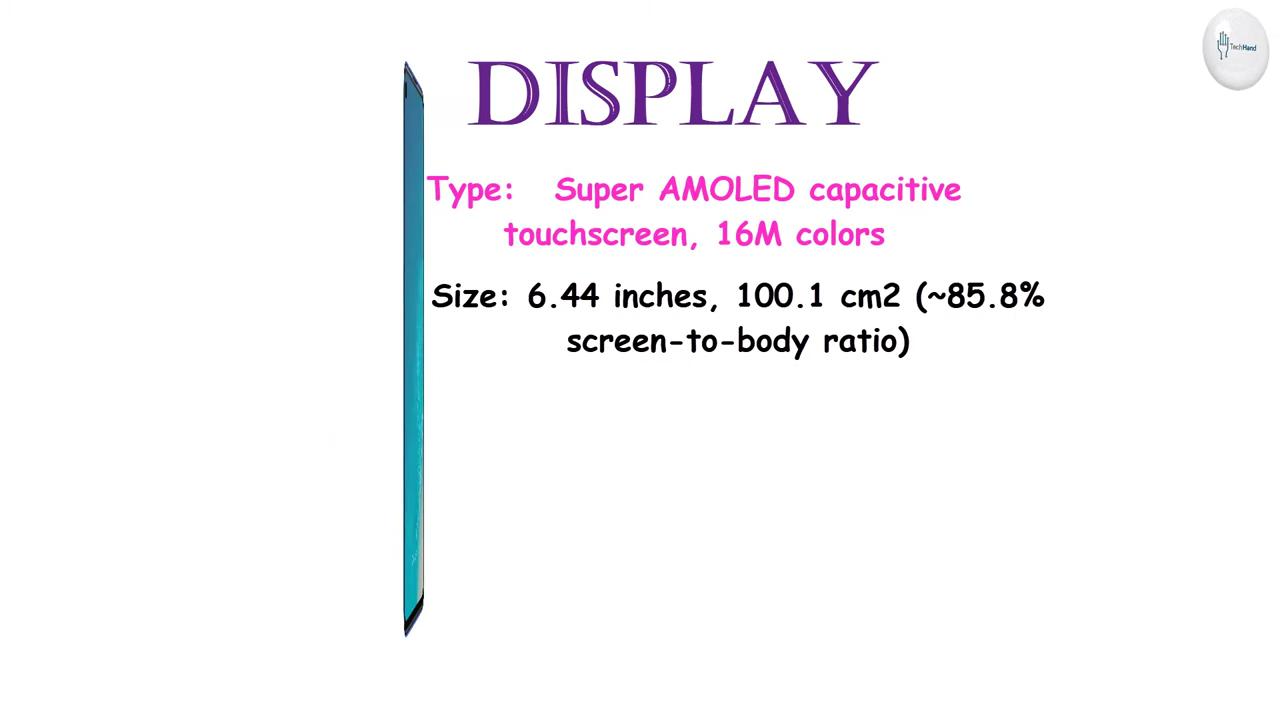 TechHand
DISPLAY
Type: Super AMOLED capacitive
touchscreen, 16M colors
Size: 6.44 inches, 100.1 cm2 (~85.8%
screen-to-body ratio)